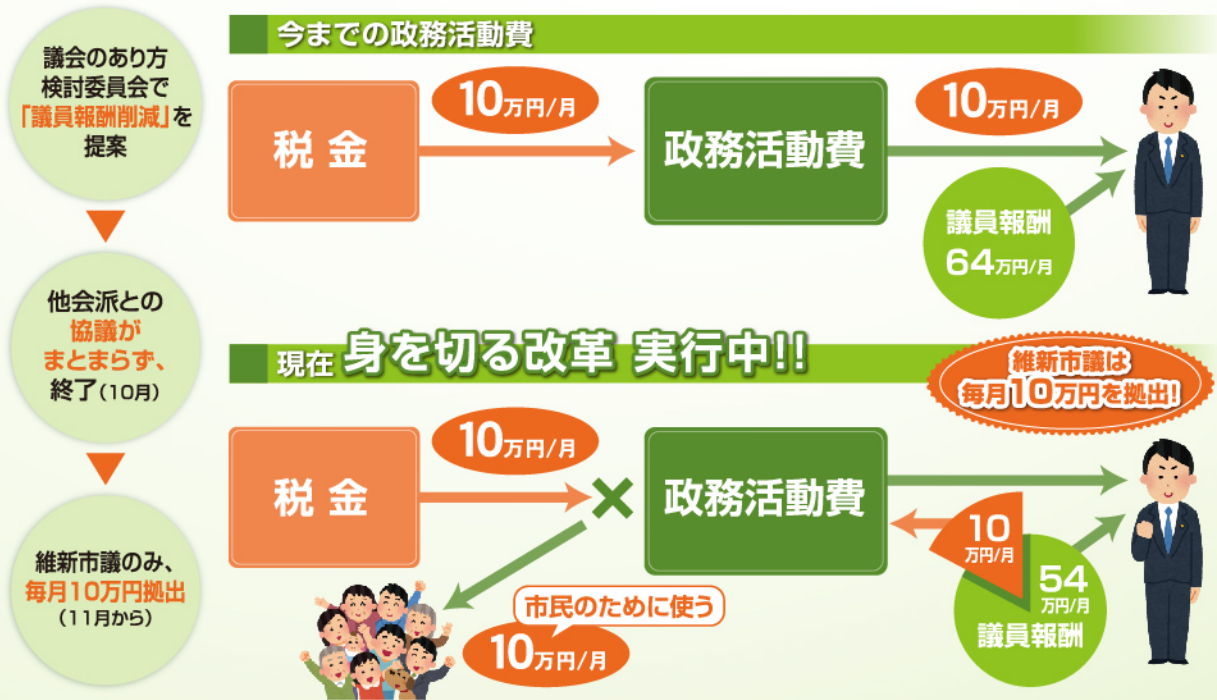 議会のあり方
検討委員会で
「議員報酬削減」を
提案
他会派との
協議が
まとまらず、
終了(10月)
維新市議のみ、
毎月10万円拠出
(11月から)
今までの政務活動費
税金
10万円/月
政務活動費
10万円/月
議員報酬
64万円/月
現在 身を切る改革 実行中!!
維新市議は
毎月10万円を拠出!
税金
10万円/月
×
政務活動費
10
万円/月
54
万円/月
議員報酬
市民のために使う
10万円/月